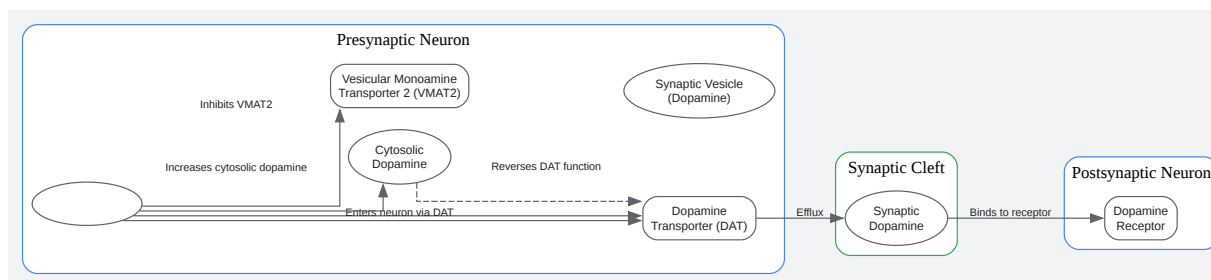 Presynaptic Neuron
Vesicular Monoamine
Transporter 2 (VMAT2)
Synaptic Vesicle
(Dopamine)
Inhibits VMAT2
Cytosolic
Dopamine
Increases cytosolic dopamine
Reverses DAT function
Enters neuron via DAT
Dopamine
Transporter (DAT)
Efflux
Synaptic Cleft
Synaptic
Dopamine
Binds to receptor
Postsynaptic Neuron
Dopamine
Receptor